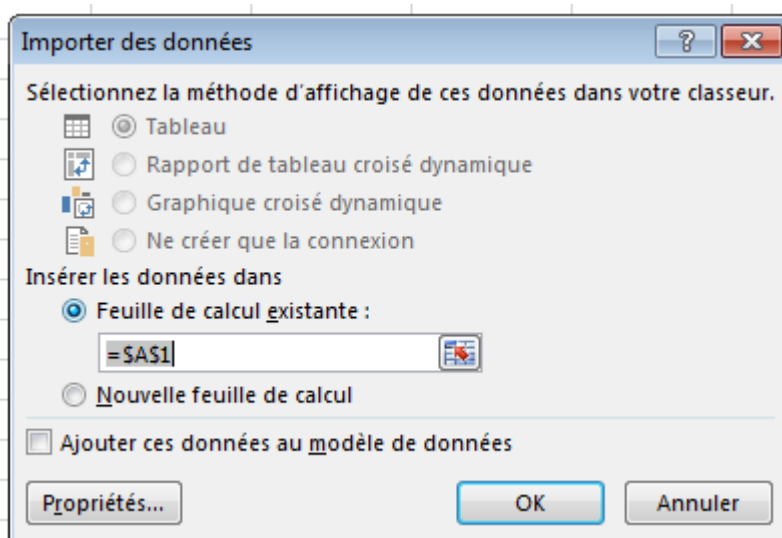 Importer des données
?
Sélectionnez la méthode d'affichage de ces données dans votre classeur.
Tableau
Rapport de tableau croisé dynamique
Graphique croisé dynamique
Ne créer que la connexion
Insérer les données dans
Feuille de calcul existante :
=$A$1
Nouvelle feuille de calcul
Ajouter ces données au modèle de données
Propriétés... OK Annuler